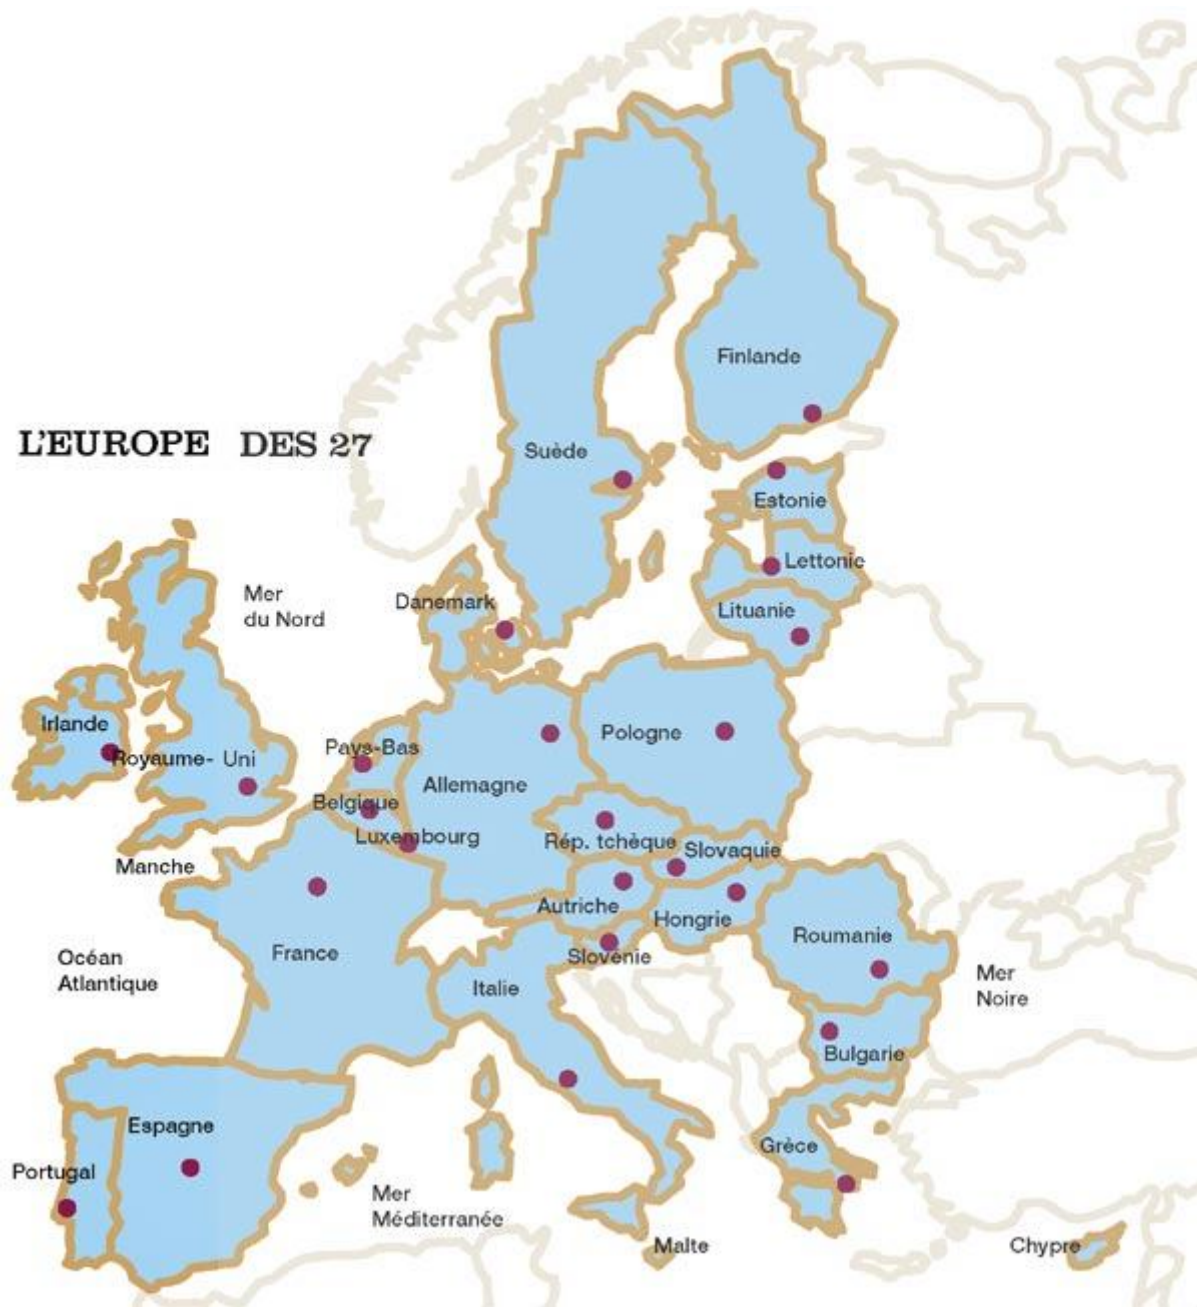 Finlande
L'EUROPE DES 27
Suède
Estonie
Lettonie
Mer
du Nord
Danemark
Lituanie
Irlande
Royaume- Uni
Pays-Bas
Pologne
Allemagne
Belgique
Luxembourg
Rép. tchèque
Slovaquie
Manche
Autriche
Hongrie
Roumanie
France
Slovénie
Océan
Atlantique
Italie
Mer
Noire
Bulgarie
Espagne
Grèce
Portugal
Mer
Méditerranée
Malte
Chypre